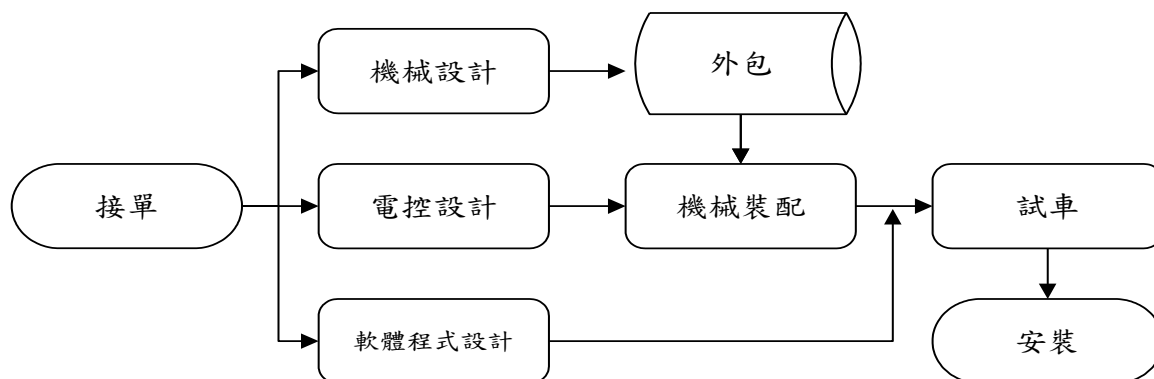 機械設計
外包
接單
電控設計
機械裝配
試車
軟體程式設計
安裝